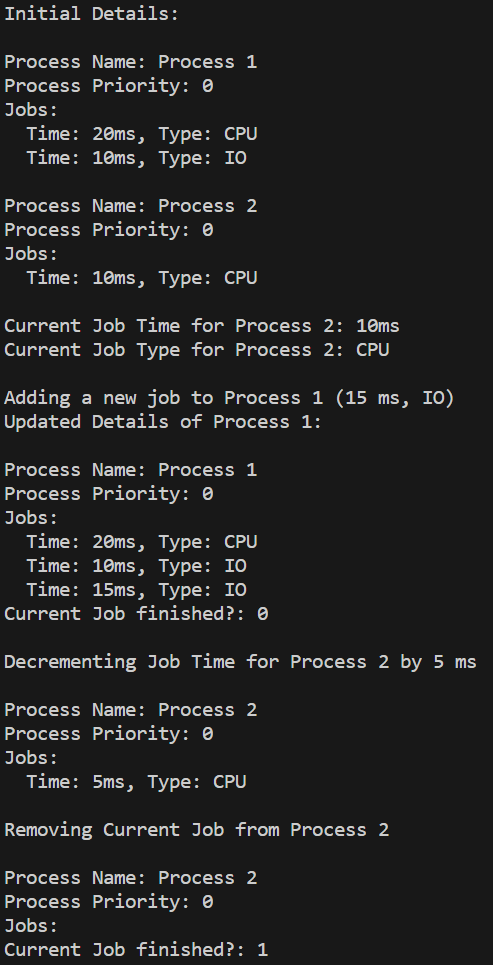 Initial Details:

Process Name: Process 1
Process Priority: 0
Jobs:
  Time: 20ms, Type: CPU
  Time: 10ms, Type: IO

Process Name: Process 2
Process Priority: 0
Jobs:
  Time: 10ms, Type: CPU

Current Job Time for Process 2: 10ms
Current Job Type for Process 2: CPU

Adding a new job to Process 1 (15 ms, IO)
Updated Details of Process 1:

Process Name: Process 1
Process Priority: 0
Jobs:
  Time: 20ms, Type: CPU
  Time: 10ms, Type: IO
  Time: 15ms, Type: IO
Current Job finished?: 0

Decrementing Job Time for Process 2 by 5 ms

Process Name: Process 2
Process Priority: 0
Jobs:
  Time: 5ms, Type: CPU

Removing Current Job from Process 2

Process Name: Process 2
Process Priority: 0
Jobs:
Current Job finished?: 1